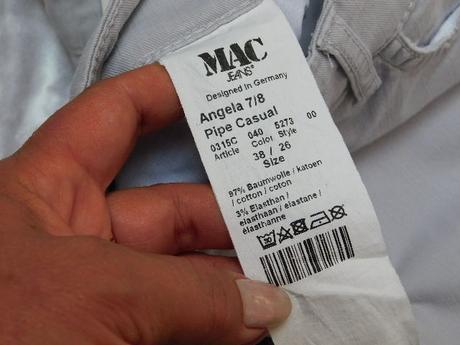 MAC
JEANS®
Designed in Germany
Angela 7/8
Pipe Casual
0315C 040 5273 00
Article Color Style
38 / 26
Size
97% Baumwolle / katoen
/ cotton / coton
3% Elasthan /
elasthaan / elastane /
élasthanne